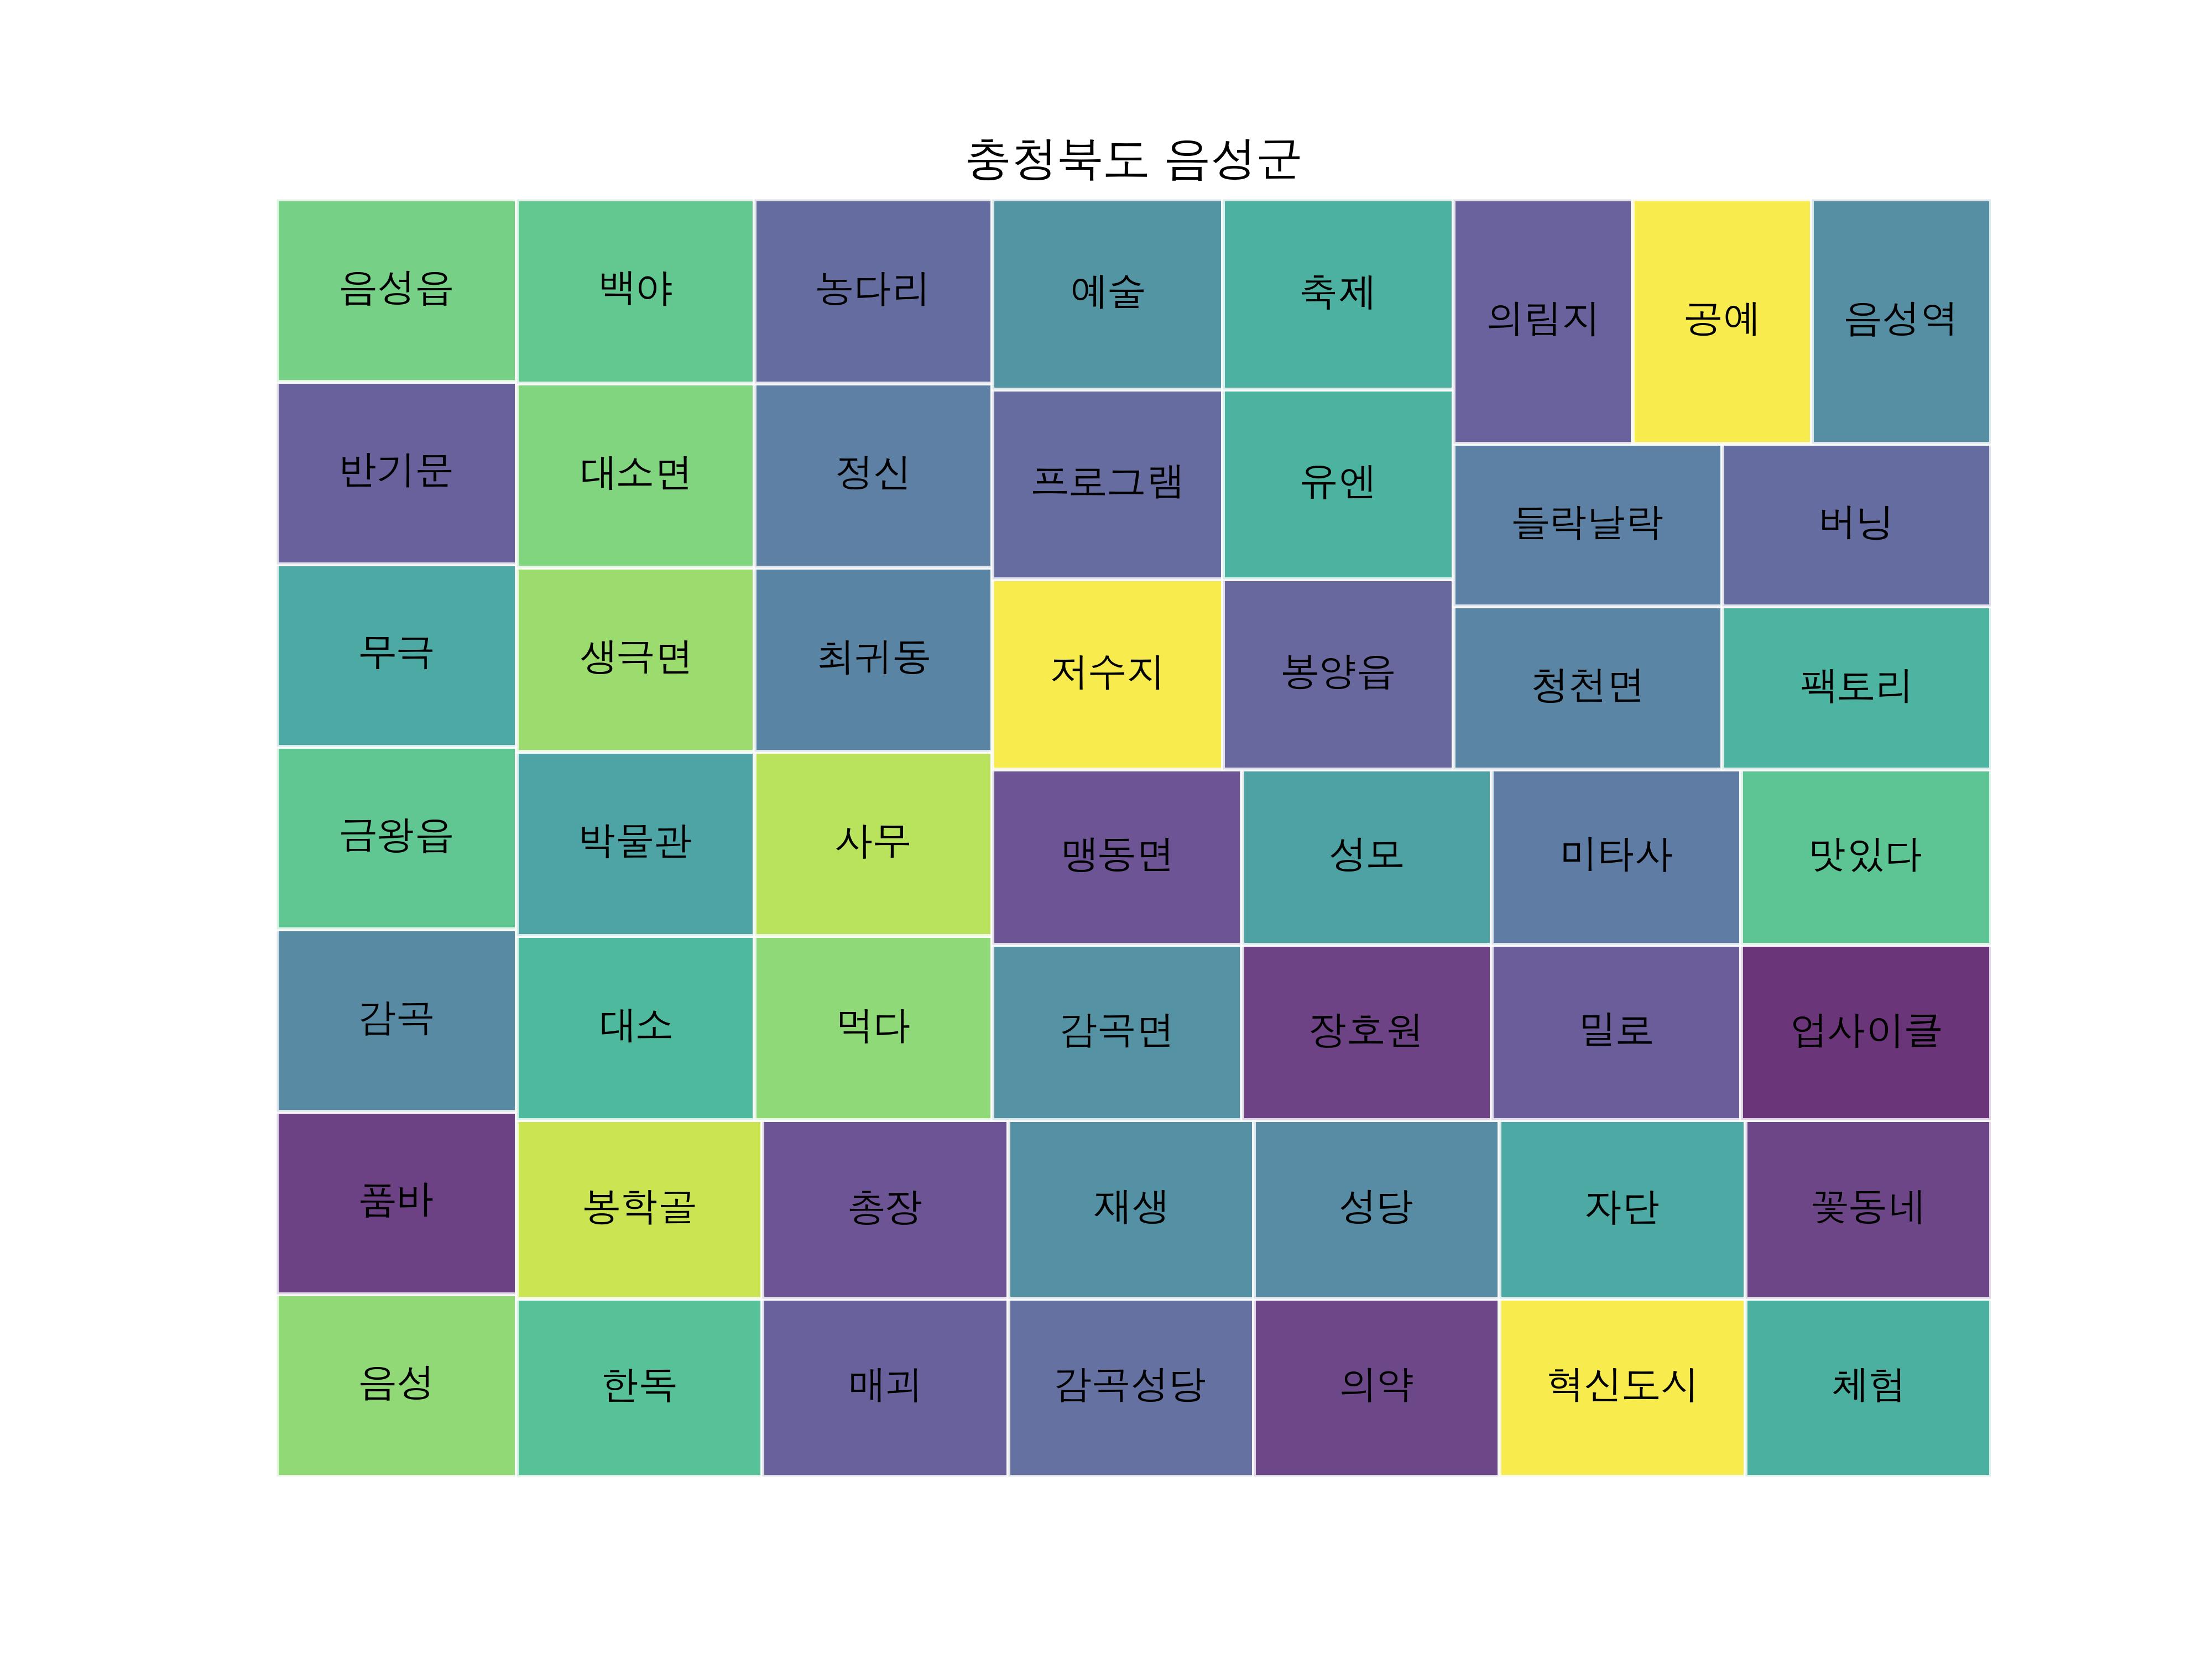 충청북도 음성군
음성읍
백야
농다리
예술
축제
의림지
공예
음성역
반기문
대소면
정신
프로그램
유엔
들락날락
버닝
무극
생극면
최귀동
저수지
봉양읍
청천면
팩토리
금왕읍
박물관
사무
맹동면
성모
미타사
맛있다
감곡
대소
먹다
감곡면
장호원
밀로
업사이클
품바
봉학골
추장
재생
성당
자단
꽃동네
음성
한독
매괴
감곡성당
의약
혁신도시
체험